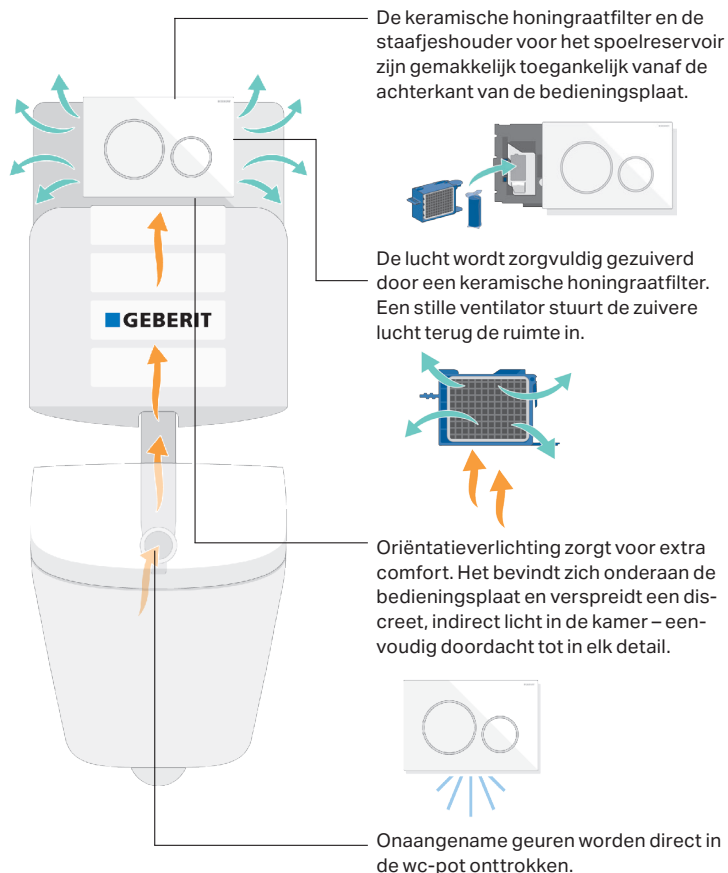 De keramische honingraatfilter en de
staafjeshouder voor het spoelreservoir
zijn gemakkelijk toegankelijk vanaf de
achterkant van de bedieningsplaat.
De lucht wordt zorgvuldig gezuiverd
door een keramische honingraatfilter.
Een stille ventilator stuurt de zuivere
lucht terug de ruimte in.
GEBERIT
Oriëntatieverlichting zorgt voor extra
comfort. Het bevindt zich onderaan de
bedieningsplaat en verspreidt een dis-
creet, indirect licht in de kamer – een-
voudig doordacht tot in elk detail.
Onaangename geuren worden direct in
de wc-pot onttrokken.